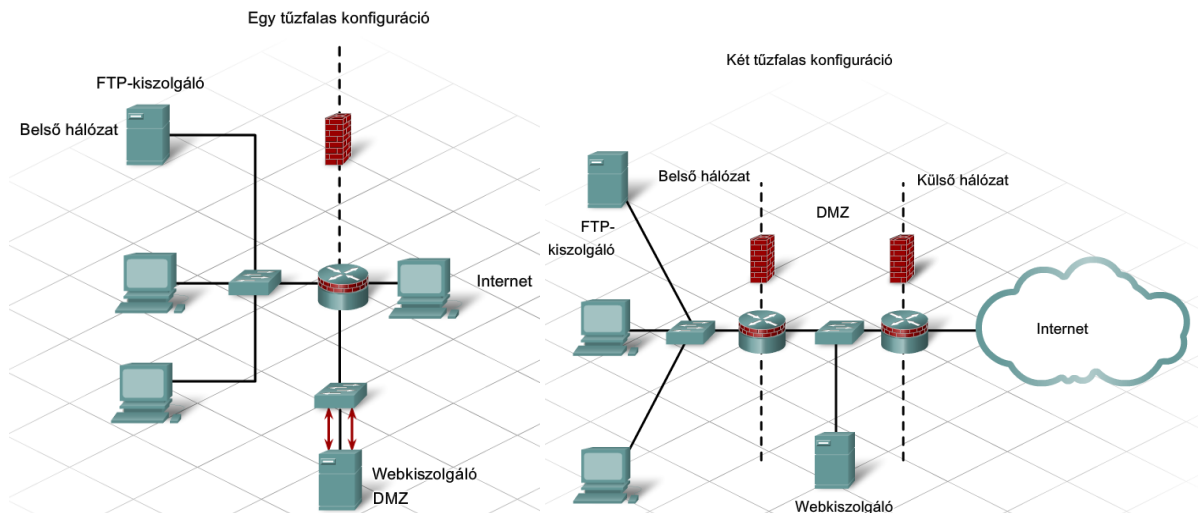 Egy tűzfalas konfiguráció
FTP-kiszolgáló
Belső hálózat
Internet
Webkiszolgáló
DMZ
Két tűzfalas konfiguráció
Belső hálózat
Külső hálózat
DMZ
FTP-
kiszolgáló
Internet
Webkiszolgáló